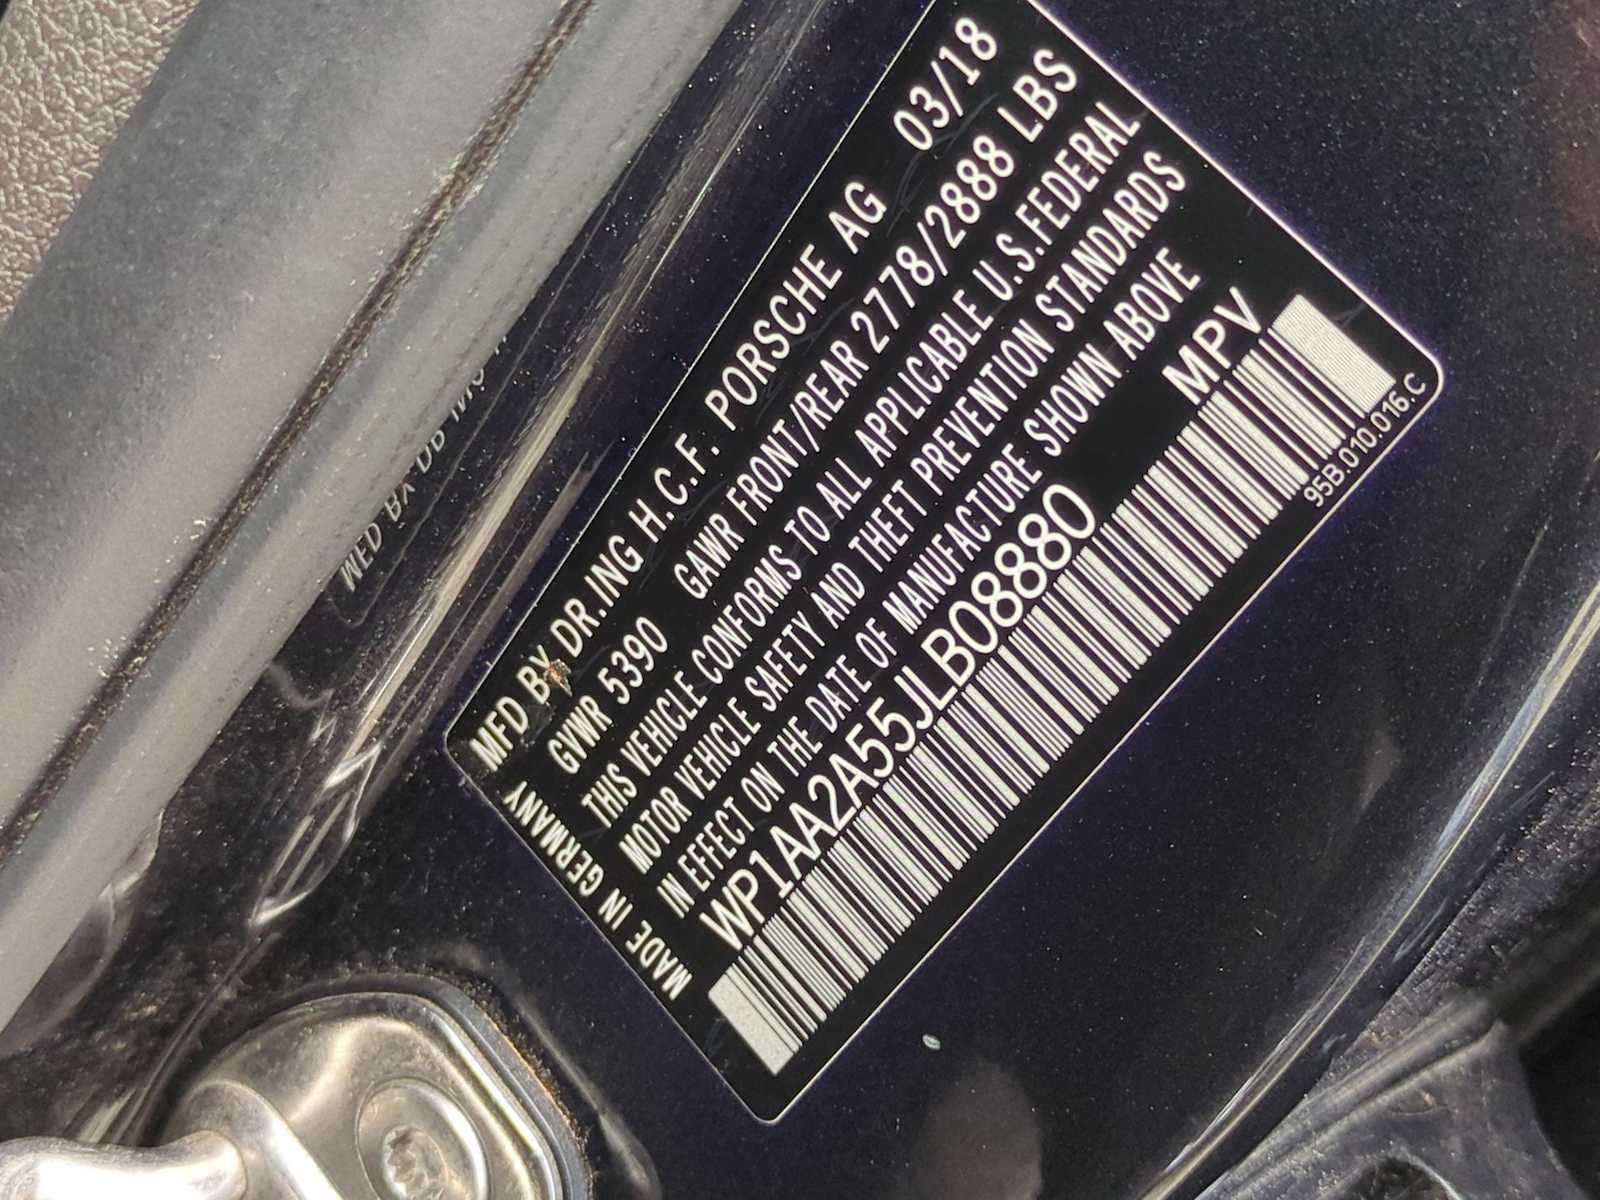 MFD BY DR.ING H.C.F. PORSCHE AG 03/18
GVWR 5390 GAWR FRONT/REAR 2778/2888 LBS
THIS VEHICLE CONFORMS TO ALL APPLICABLE U.S.FEDERAL
MOTOR VEHICLE SAFETY AND THEFT PREVENTION STANDARDS
IN EFFECT ON THE DATE OF MANUFACTURE SHOWN ABOVE
WP1AA2A55JLB08880 MPV
MADE IN GERMANY
95B.010.016.C